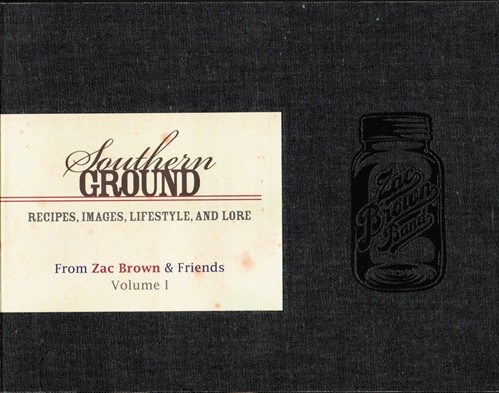 Southern
GROUND
RECIPES, IMAGES, LIFESTYLE, AND LORE
From Zac Brown & Friends
Volume I
Zac
Brown
Band